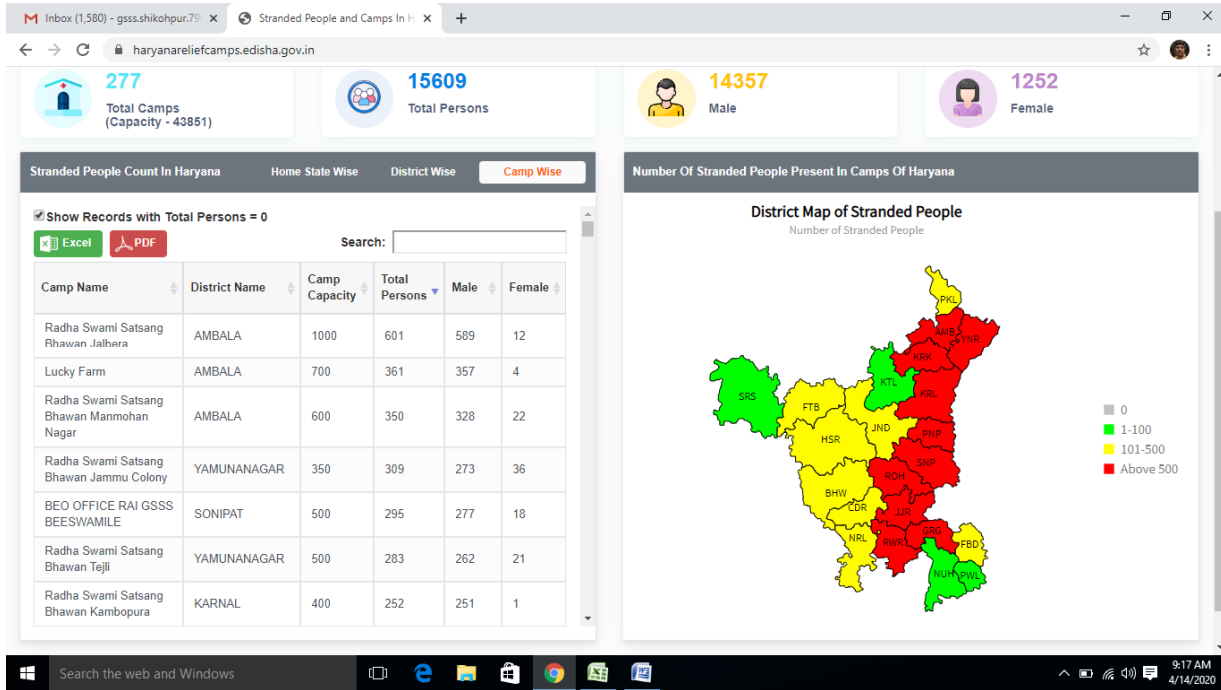 Inbox (1,580) - gsss.shikohpur.79
Stranded People and Camps In H
haryanareliefcamps.edisha.gov.in
277
Total Camps
(Capacity - 43851)
15609
Total Persons
14357
Male
1252
Female
Stranded People Count In Haryana Home State Wise District Wise Camp Wise
Show Records with Total Persons = 0
Excel PDF Search:
Camp Name District Name Camp Capacity Total Persons Male Female
Radha Swami Satsang
Bhawan Jalbera AMBALA 1000 601 589 12
Lucky Farm AMBALA 700 361 357 4
Radha Swami Satsang
Bhawan Manmohan
Nagar AMBALA 600 350 328 22
Radha Swami Satsang
Bhawan Jammu Colony YAMUNANAGAR 350 309 273 36
BEO OFFICE RAI GSSS
BEESWAMILE SONIPAT 500 295 277 18
Radha Swami Satsang
Bhawan Tejli YAMUNANAGAR 500 283 262 21
Radha Swami Satsang
Bhawan Kambopura KARNAL 400 252 251 1
Number Of Stranded People Present In Camps Of Haryana
District Map of Stranded People
Number of Stranded People
PKL
AMB
YNR
KRK
KTL
KRL
SRS
FTB
JND
PNP
HSR
SNP
ROH
BHW
CDR
JJR
NRL
RWR
GRG
FBD
NUH
PWL
0
1-100
101-500
Above 500
Search the web and Windows
9:17 AM
4/14/2020